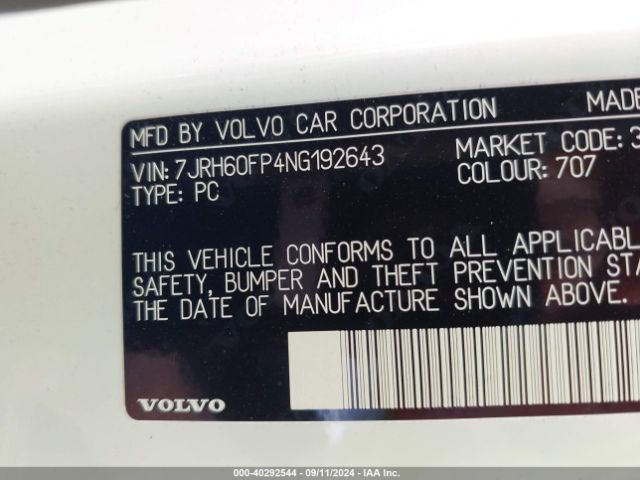 MFD BY VOLVO CAR CORPORATION MADE
VIN: 7JRH60FP4NG192643 MARKET CODE: 3
TYPE: PC COLOUR: 707
THIS VEHICLE CONFORMS TO ALL APPLICABL
SAFETY, BUMPER AND THEFT PREVENTION STA
THE DATE OF MANUFACTURE SHOWN ABOVE.
VOLVO
000-40292544 - 09/11/2024 - IAA Inc.